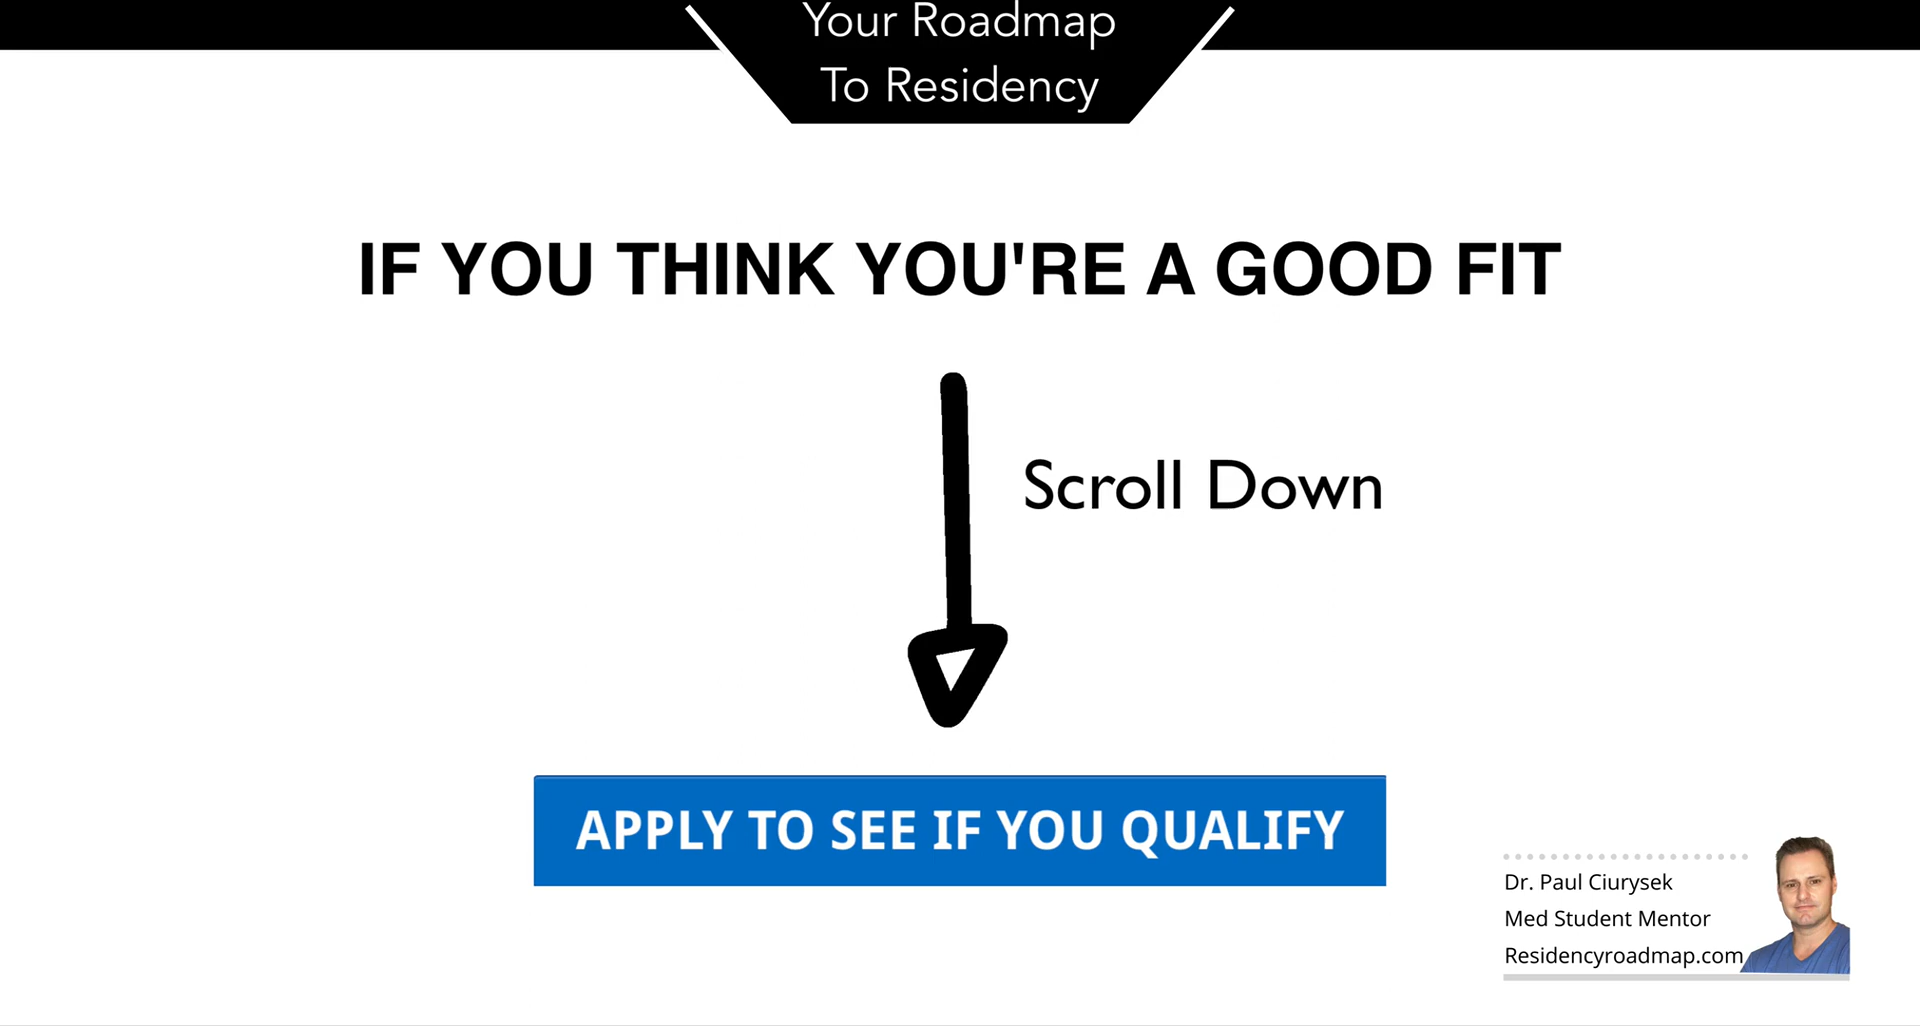 Your Roadmap
To Residency
IF YOU THINK YOU'RE A GOOD FIT
Scroll Down
APPLY TO SEE IF YOU QUALIFY
Dr. Paul Ciurysek
Med Student Mentor
Residencyroadmap.com